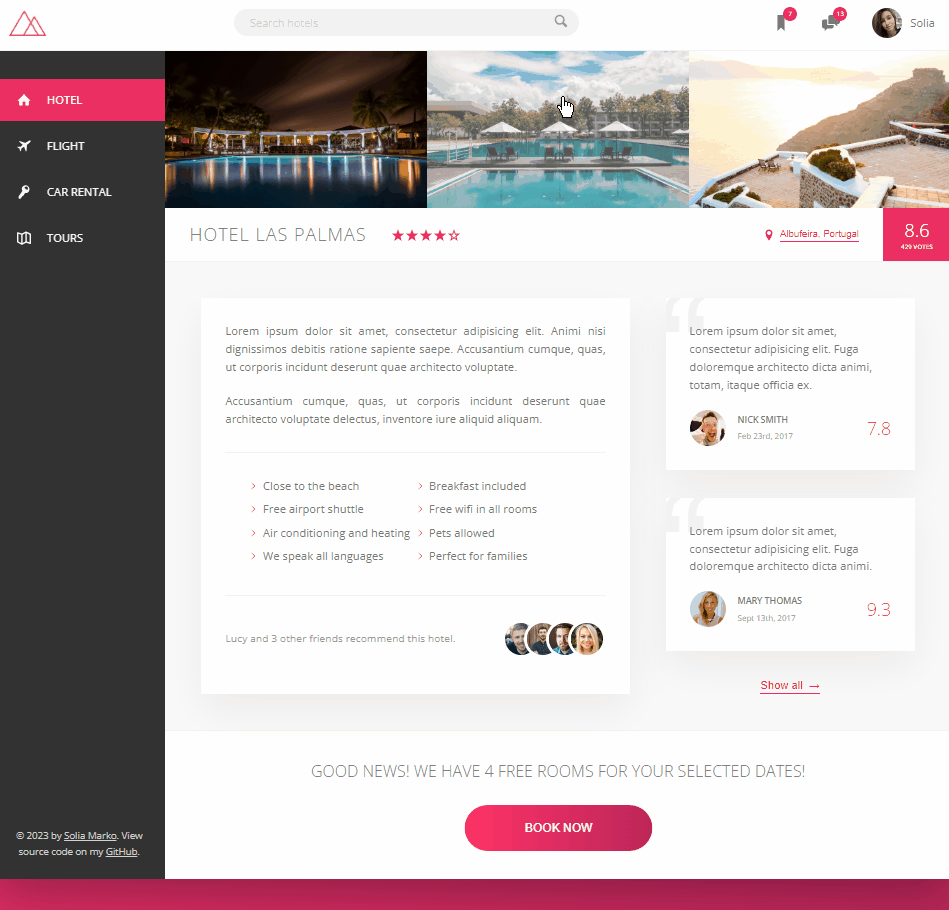 Search hotels
7
13
Solia
HOTEL
FLIGHT
CAR RENTAL
TOURS
HOTEL LAS PALMAS
Albufeira, Portugal
8.6
429 VOTES
Lorem ipsum dolor sit amet, consectetur adipisicing elit. Animi nisi
dignissimos debitis ratione sapiente saepe. Accusantium cumque, quas,
ut corporis incidunt deserunt quae architecto voluptate.
Accusantium cumque, quas, ut corporis incidunt deserunt quae
architecto voluptate delectus, inventore iure aliquid aliquam.
Close to the beach
Free airport shuttle
Air conditioning and heating
We speak all languages
Breakfast included
Free wifi in all rooms
Pets allowed
Perfect for families
Lucy and 3 other friends recommend this hotel.
Lorem ipsum dolor sit amet,
consectetur adipisicing elit. Fuga
doloremque architecto dicta animi,
totam, itaque officia ex.
NICK SMITH
Feb 23rd, 2017
7.8
Lorem ipsum dolor sit amet,
consectetur adipisicing elit. Fuga
doloremque architecto dicta animi.
MARY THOMAS
Sept 13th, 2017
9.3
Show all →
GOOD NEWS! WE HAVE 4 FREE ROOMS FOR YOUR SELECTED DATES!
BOOK NOW
© 2023 by Solia Marko. View
source code on my GitHub.